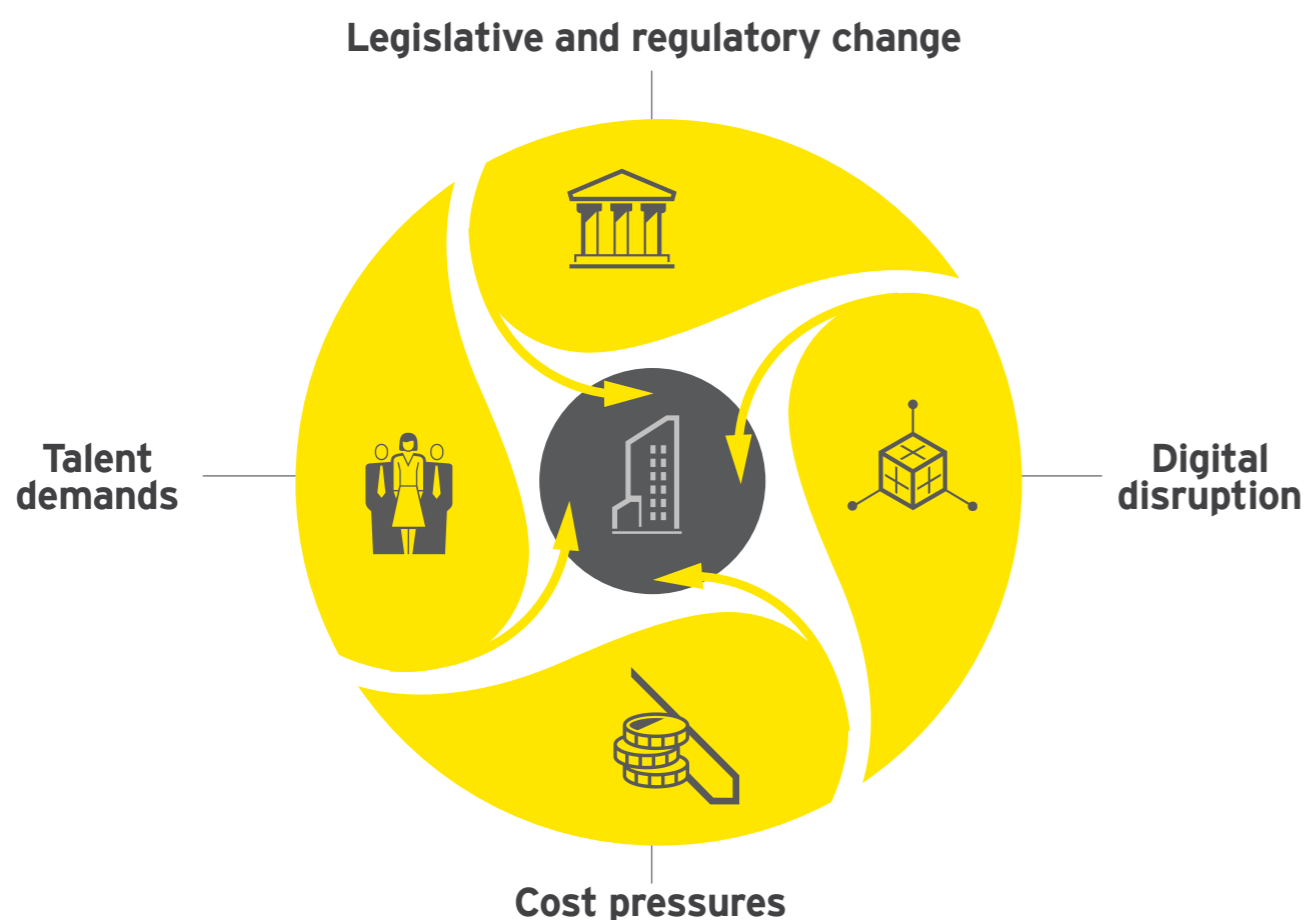 Legislative and regulatory change
Talent
demands
Digital
disruption
Cost pressures